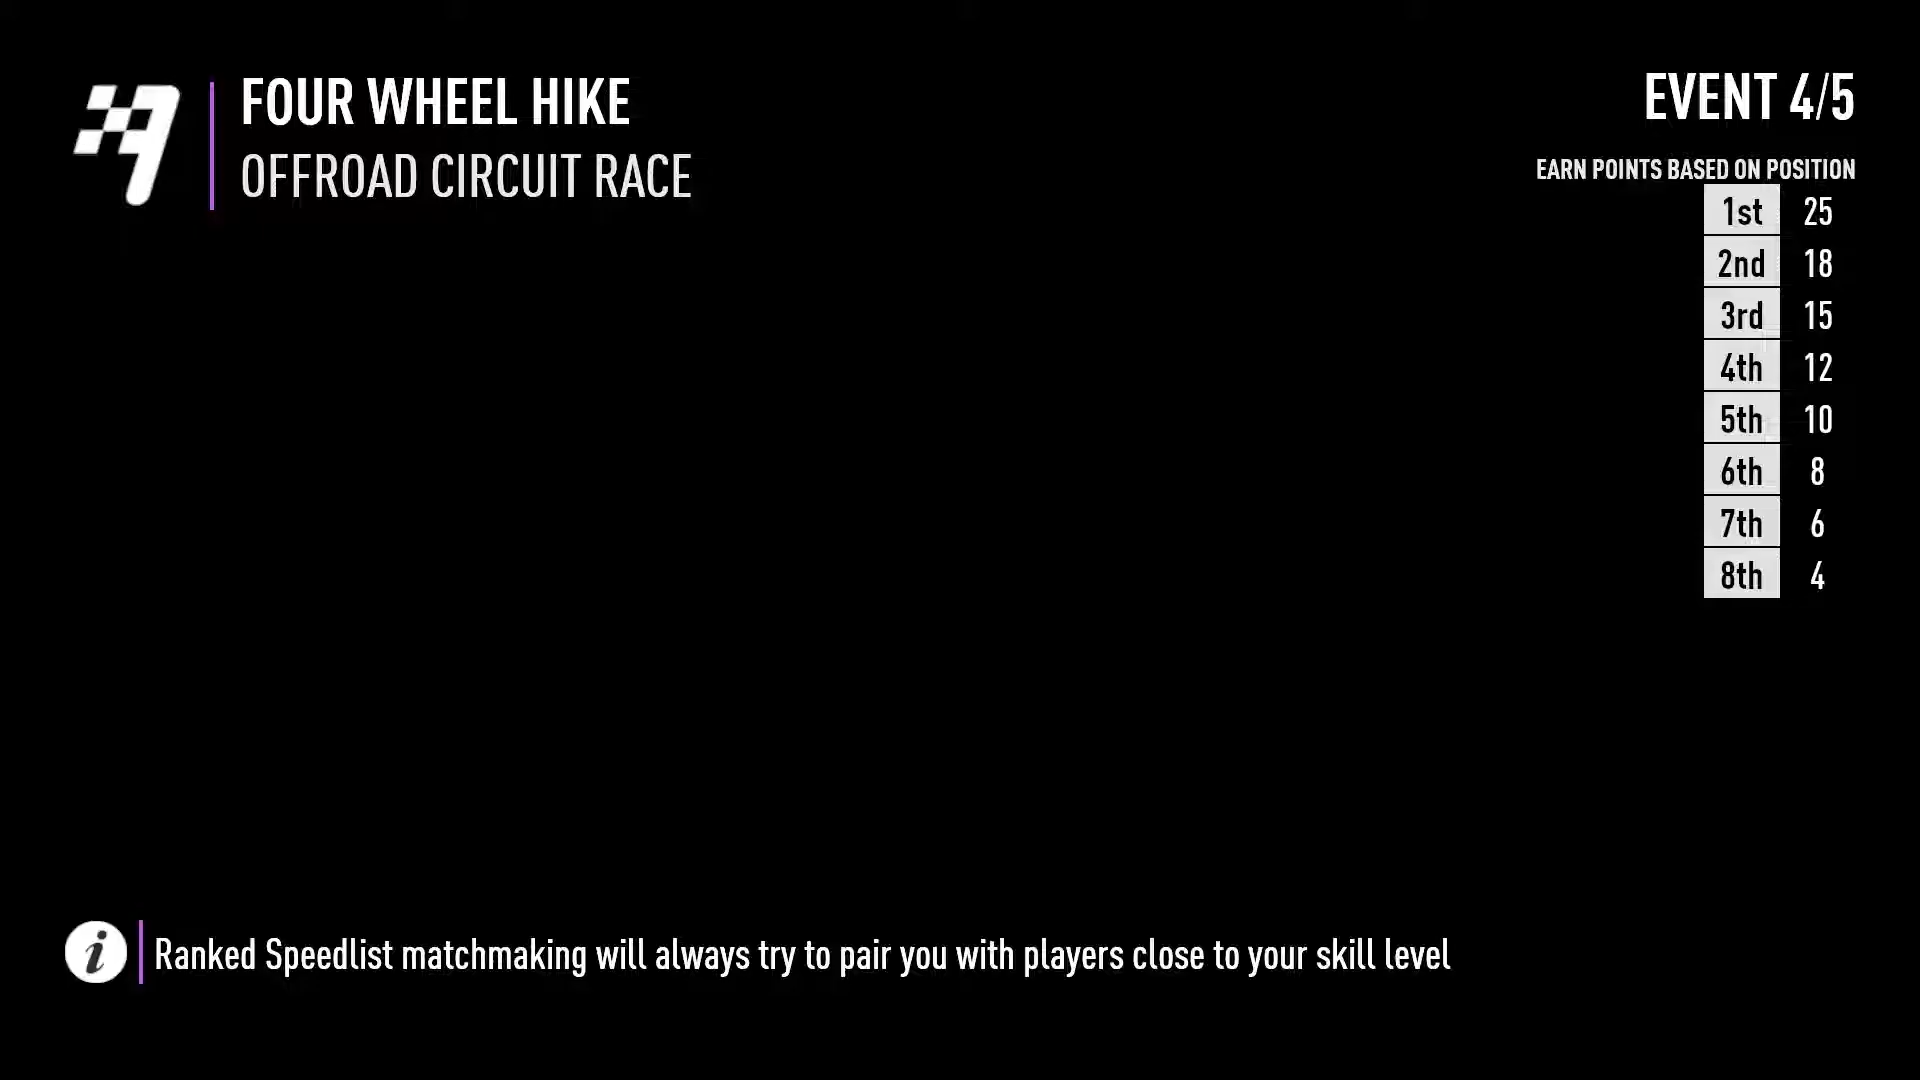 FOUR WHEEL HIKE
OFFROAD CIRCUIT RACE
EVENT 4/5
EARN POINTS BASED ON POSITION
1st 25
2nd 18
3rd 15
4th 12
5th 10
6th 8
7th 6
8th 4
i Ranked Speedlist matchmaking will always try to pair you with players close to your skill level